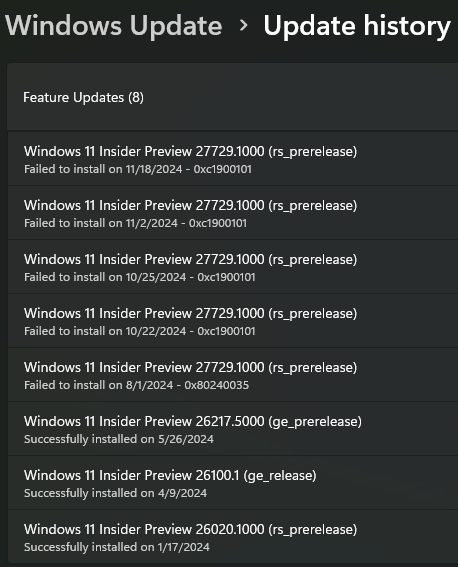 Windows Update > Update history
Feature Updates (8)
Windows 11 Insider Preview 27729.1000 (rs_prerelease)
Failed to install on 11/18/2024 - 0xc1900101
Windows 11 Insider Preview 27729.1000 (rs_prerelease)
Failed to install on 11/2/2024 - 0xc1900101
Windows 11 Insider Preview 27729.1000 (rs_prerelease)
Failed to install on 10/25/2024 - 0xc1900101
Windows 11 Insider Preview 27729.1000 (rs_prerelease)
Failed to install on 10/22/2024 - 0xc1900101
Windows 11 Insider Preview 27729.1000 (rs_prerelease)
Failed to install on 8/1/2024 - 0x80240035
Windows 11 Insider Preview 26217.5000 (ge_prerelease)
Successfully installed on 5/26/2024
Windows 11 Insider Preview 26100.1 (ge_release)
Successfully installed on 4/9/2024
Windows 11 Insider Preview 26020.1000 (rs_prerelease)
Successfully installed on 1/17/2024